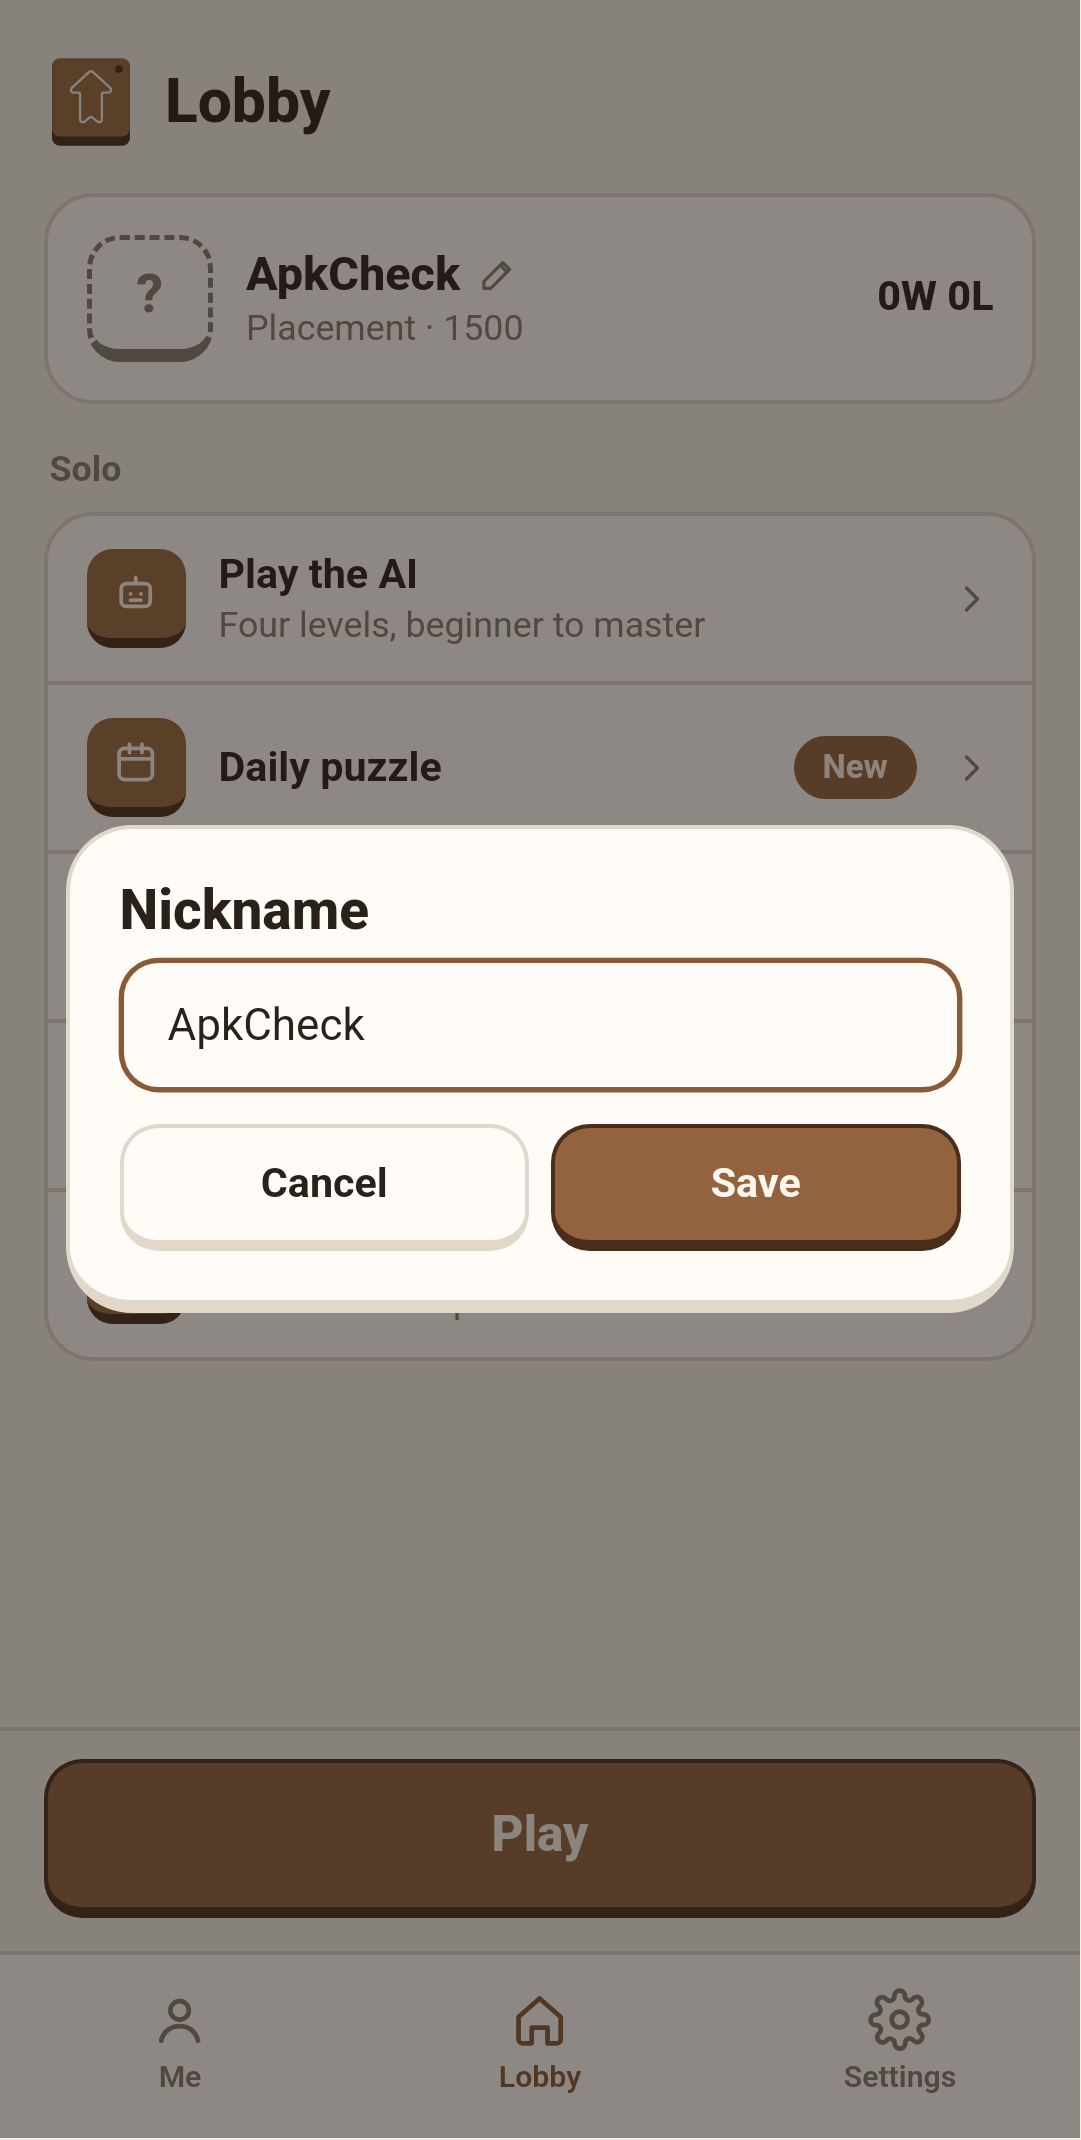 Lobby
?
ApkCheck
Placement · 1500
0W 0L
Solo
Play the AI
Four levels, beginner to master
Daily puzzle
New
Nickname
ApkCheck
Cancel
Save
Play
Me
Lobby
Settings